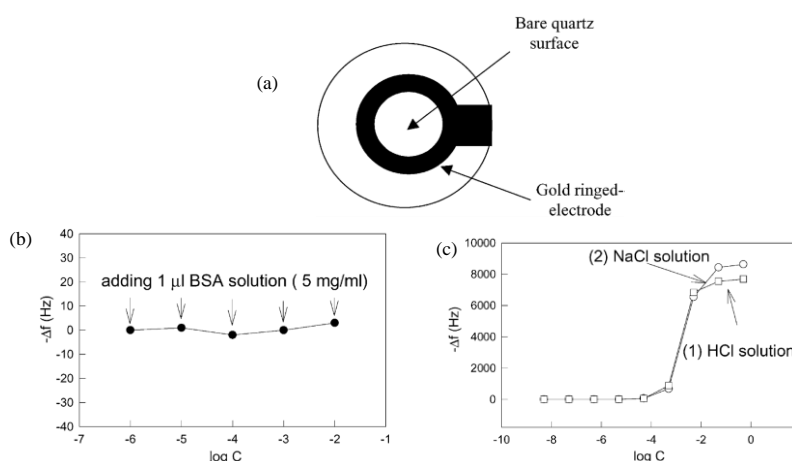 Bare quartz
surface
(a)
Gold ringed-
electrode
(b)
40
30
20
10
0
-10
-20
-30
-40
-Δf (Hz)
adding 1 µl BSA solution ( 5 mg/ml)
-7 -6 -5 -4 -3 -2 -1
log C
(c)
10000
8000
6000
4000
2000
0
-Δf (Hz)
(2) NaCl solution
(1) HCl solution
-10 -8 -6 -4 -2 0
log C